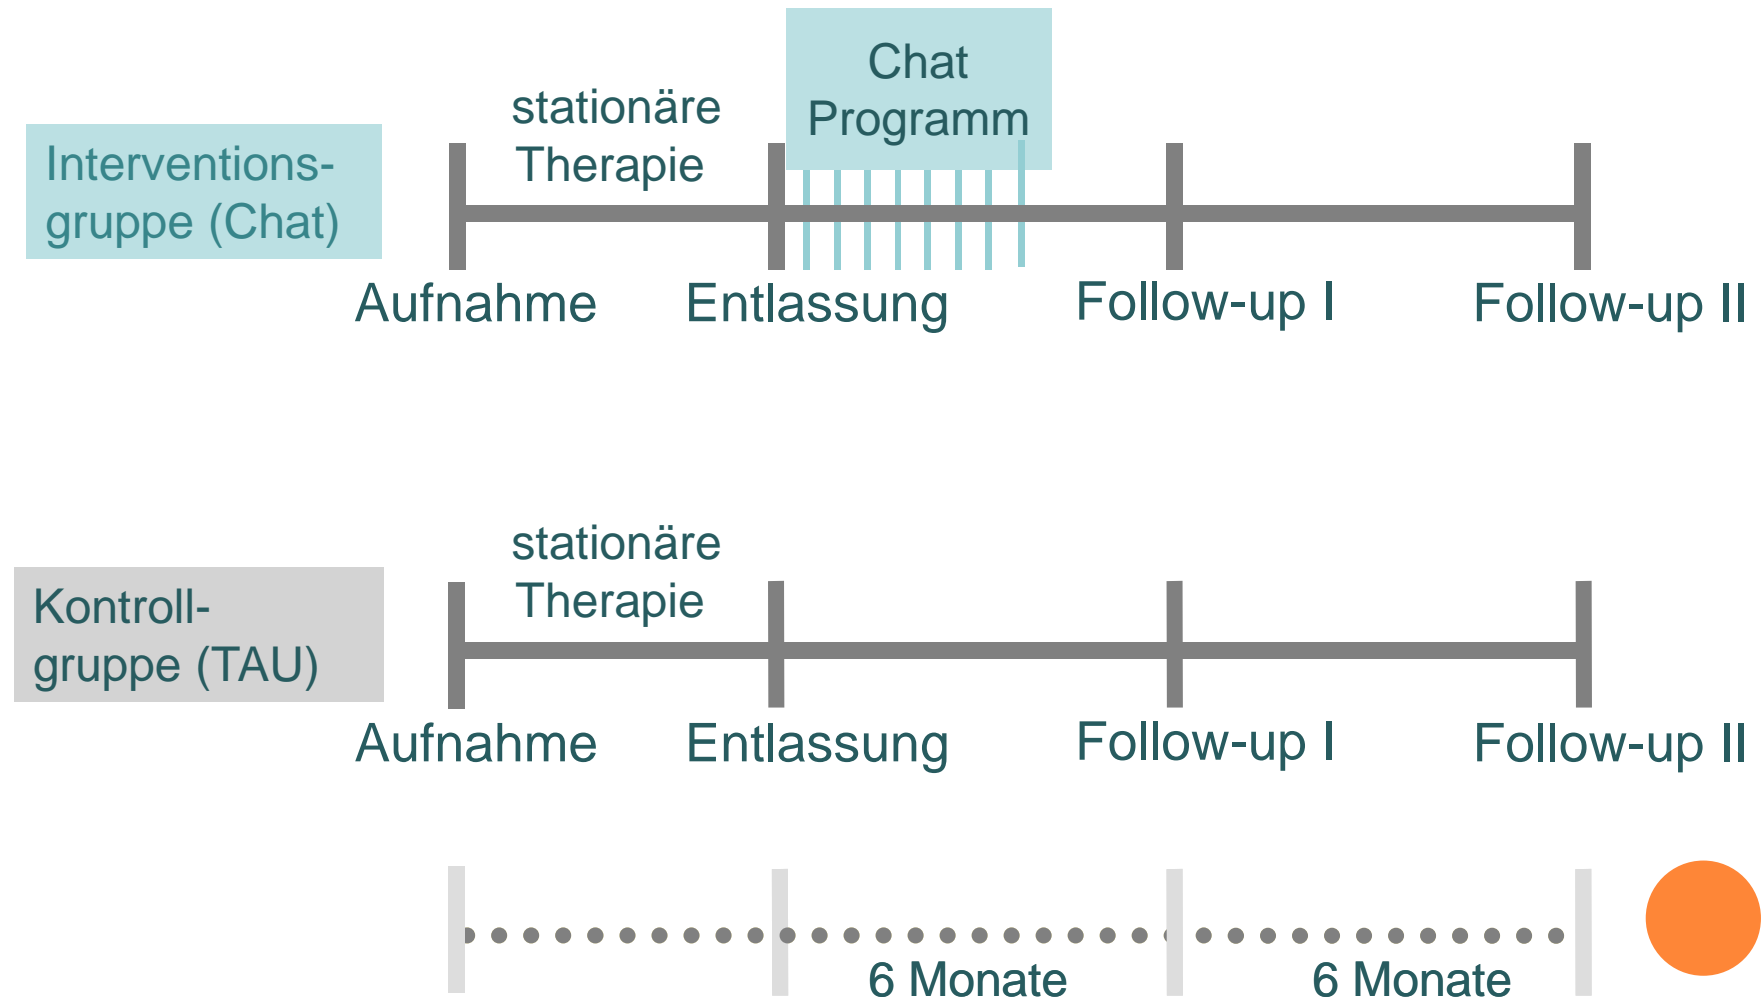 Chat
Programm
stationäre
Therapie
Interventions-
gruppe (Chat)
Aufnahme
Entlassung
Follow-up I
Follow-up II
stationäre
Therapie
Kontroll-
gruppe (TAU)
Aufnahme
Entlassung
Follow-up I
Follow-up II
6 Monate
6 Monate